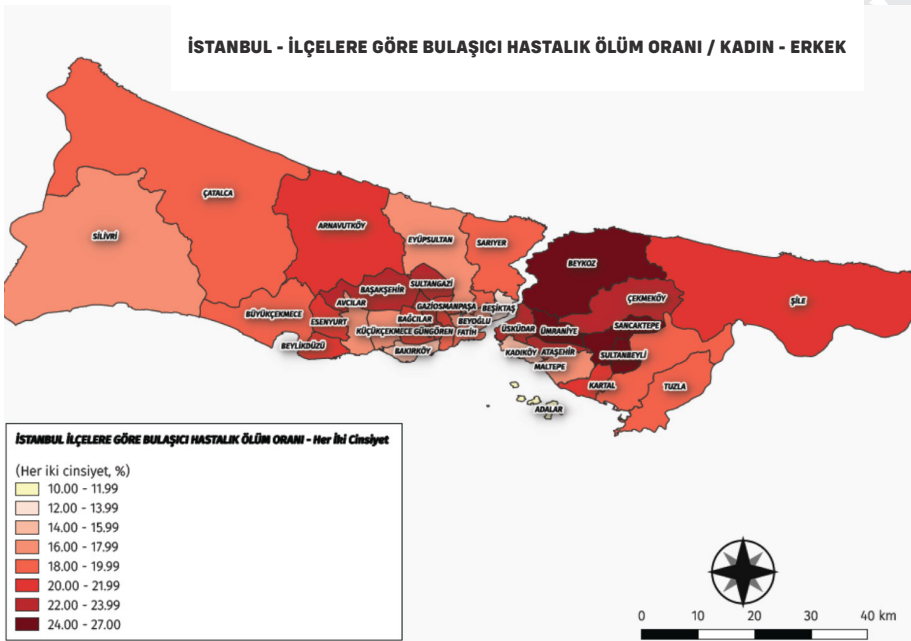 İSTANBUL - İLÇELERE GÖRE BULAŞICI HASTALIK ÖLÜM ORANI / KADIN - ERKEK
ÇATALCA
SİLİVRİ
ARNAVUTKÖY
EYÜPSULTAN
SARIYER
BEYKOZ
ŞİLE
BAŞAKŞEHİR
SULTANGAZİ
ÇEKMEKÖY
AVCILAR
GAZİOSMANPAŞA
BEŞİKTAŞ
BÜYÜKÇEKMECE
ESENYURT
BAĞCILAR
BEYOĞLU
SANCAKTEPE
KÜÇÜKÇEKMECE
GÜNGÖREN
FATİH
ÜSKÜDAR
ÜMRANİYE
BEYLİKDÜZÜ
BAKIRKÖY
KADIKÖY
ATAŞEHİR
SULTANBEYLİ
MALTEPE
KARTAL
TUZLA
ADALAR
İSTANBUL İLÇELERE GÖRE BULAŞICI HASTALIK ÖLÜM ORANI - Her İki Cinsiyet
(Her iki cinsiyet, %)
10.00 - 11.99
12.00 - 13.99
14.00 - 15.99
16.00 - 17.99
18.00 - 19.99
20.00 - 21.99
22.00 - 23.99
24.00 - 27.00
0 10 20 30 40 km